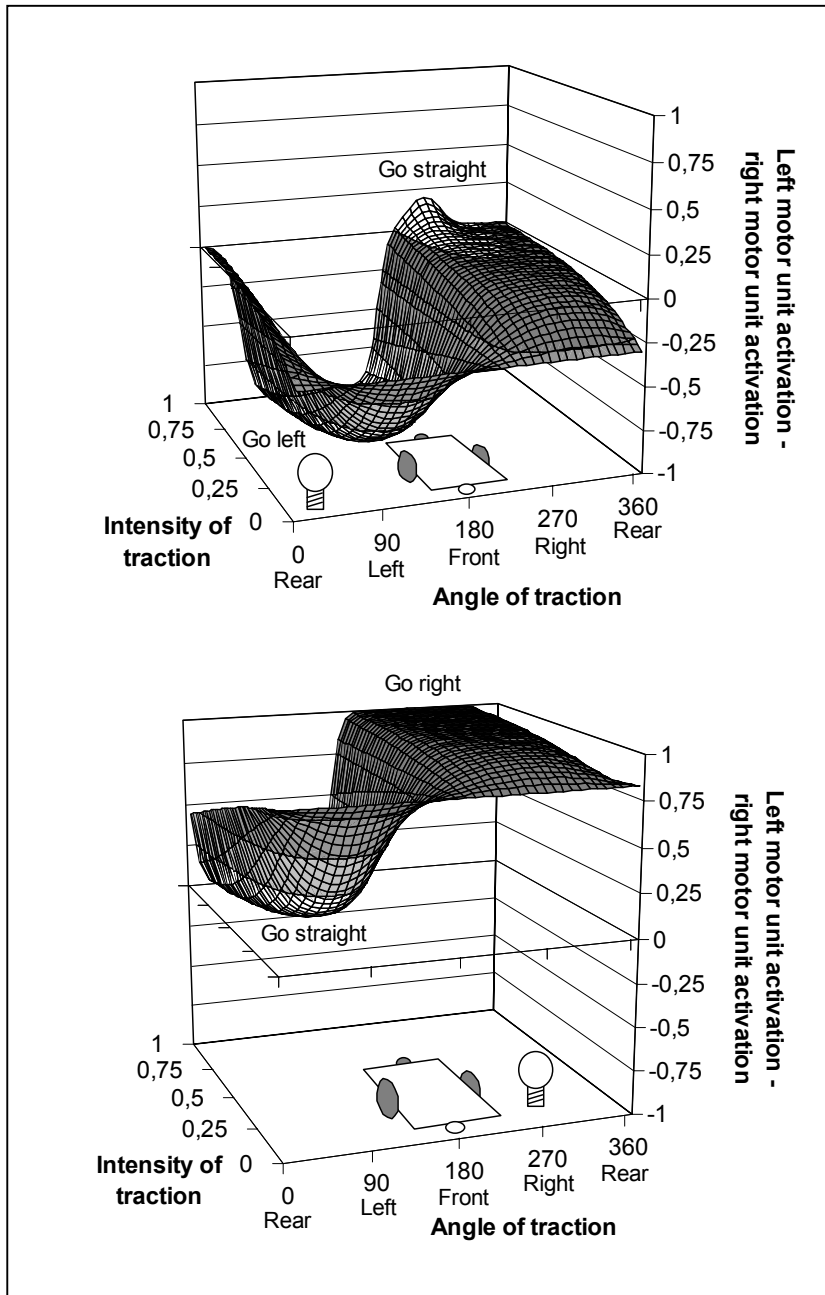 Go straight
1
0,75
0,5
0,25
0
-0,25
-0,5
-0,75
-1
Left motor unit activation -
right motor unit activation
Go left
1
0,75
0,5
0,25
0
Intensity of
traction
0
Rear
90
Left
180
Front
270
Right
360
Rear
Angle of traction
Go right
1
0,75
0,5
0,25
0
-0,25
-0,5
-0,75
-1
Left motor unit activation -
right motor unit activation
Go straight
1
0,75
0,5
0,25
0
Intensity of
traction
0
Rear
90
Left
180
Front
270
Right
360
Rear
Angle of traction